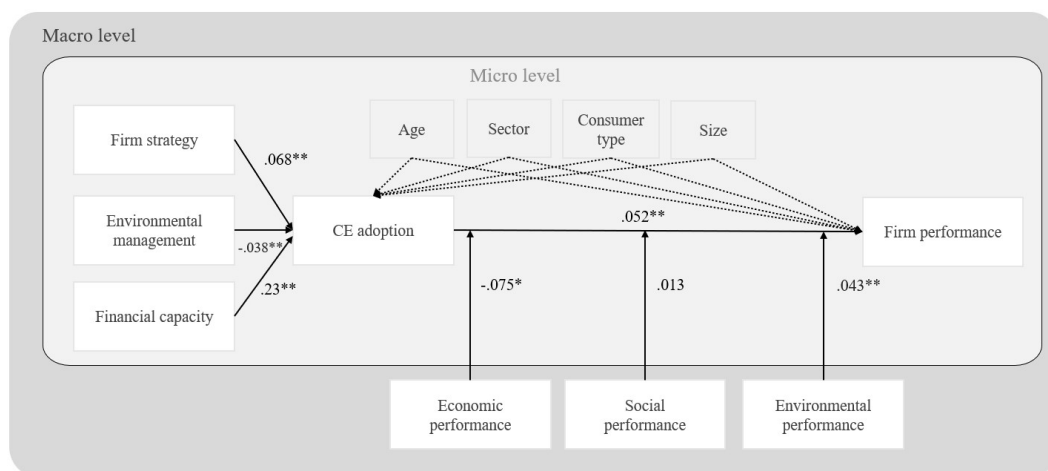 Macro level
Micro level
Firm strategy
Age
Sector
Consumer
type
Size
.068**
Environmental
management
-.038**
CE adoption
.052**
Firm performance
.23**
Financial capacity
-.075*
.013
.043**
Economic
performance
Social
performance
Environmental
performance